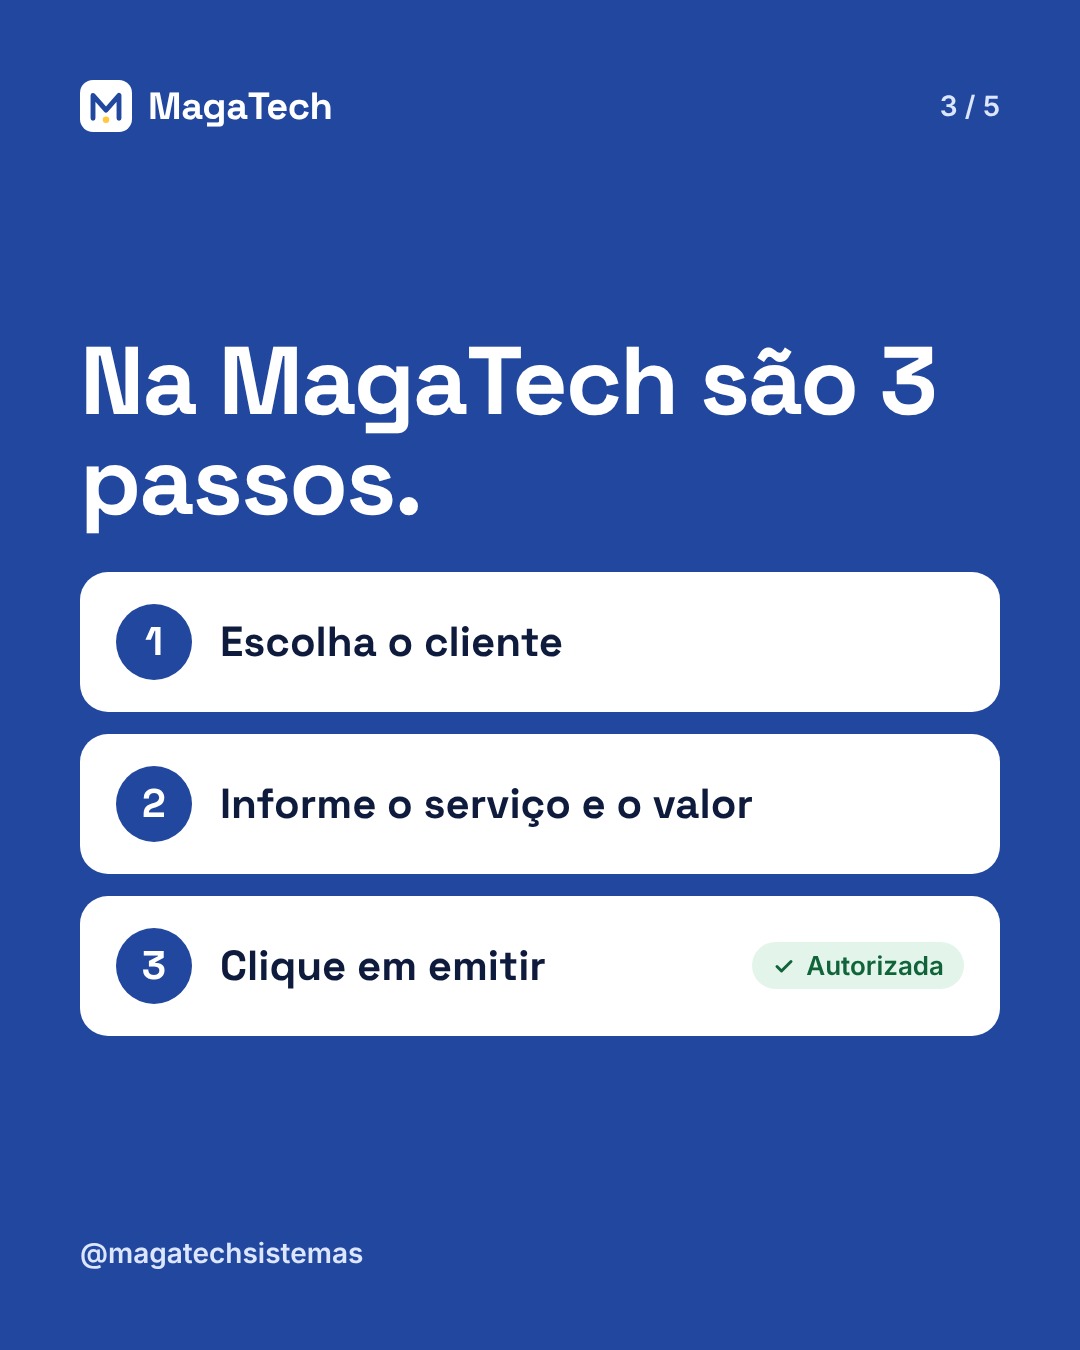 MagaTech
3 / 5
Na MagaTech são 3
passos.
1 Escolha o cliente
2 Informe o serviço e o valor
3 Clique em emitir ✓ Autorizada
@magatechsistemas